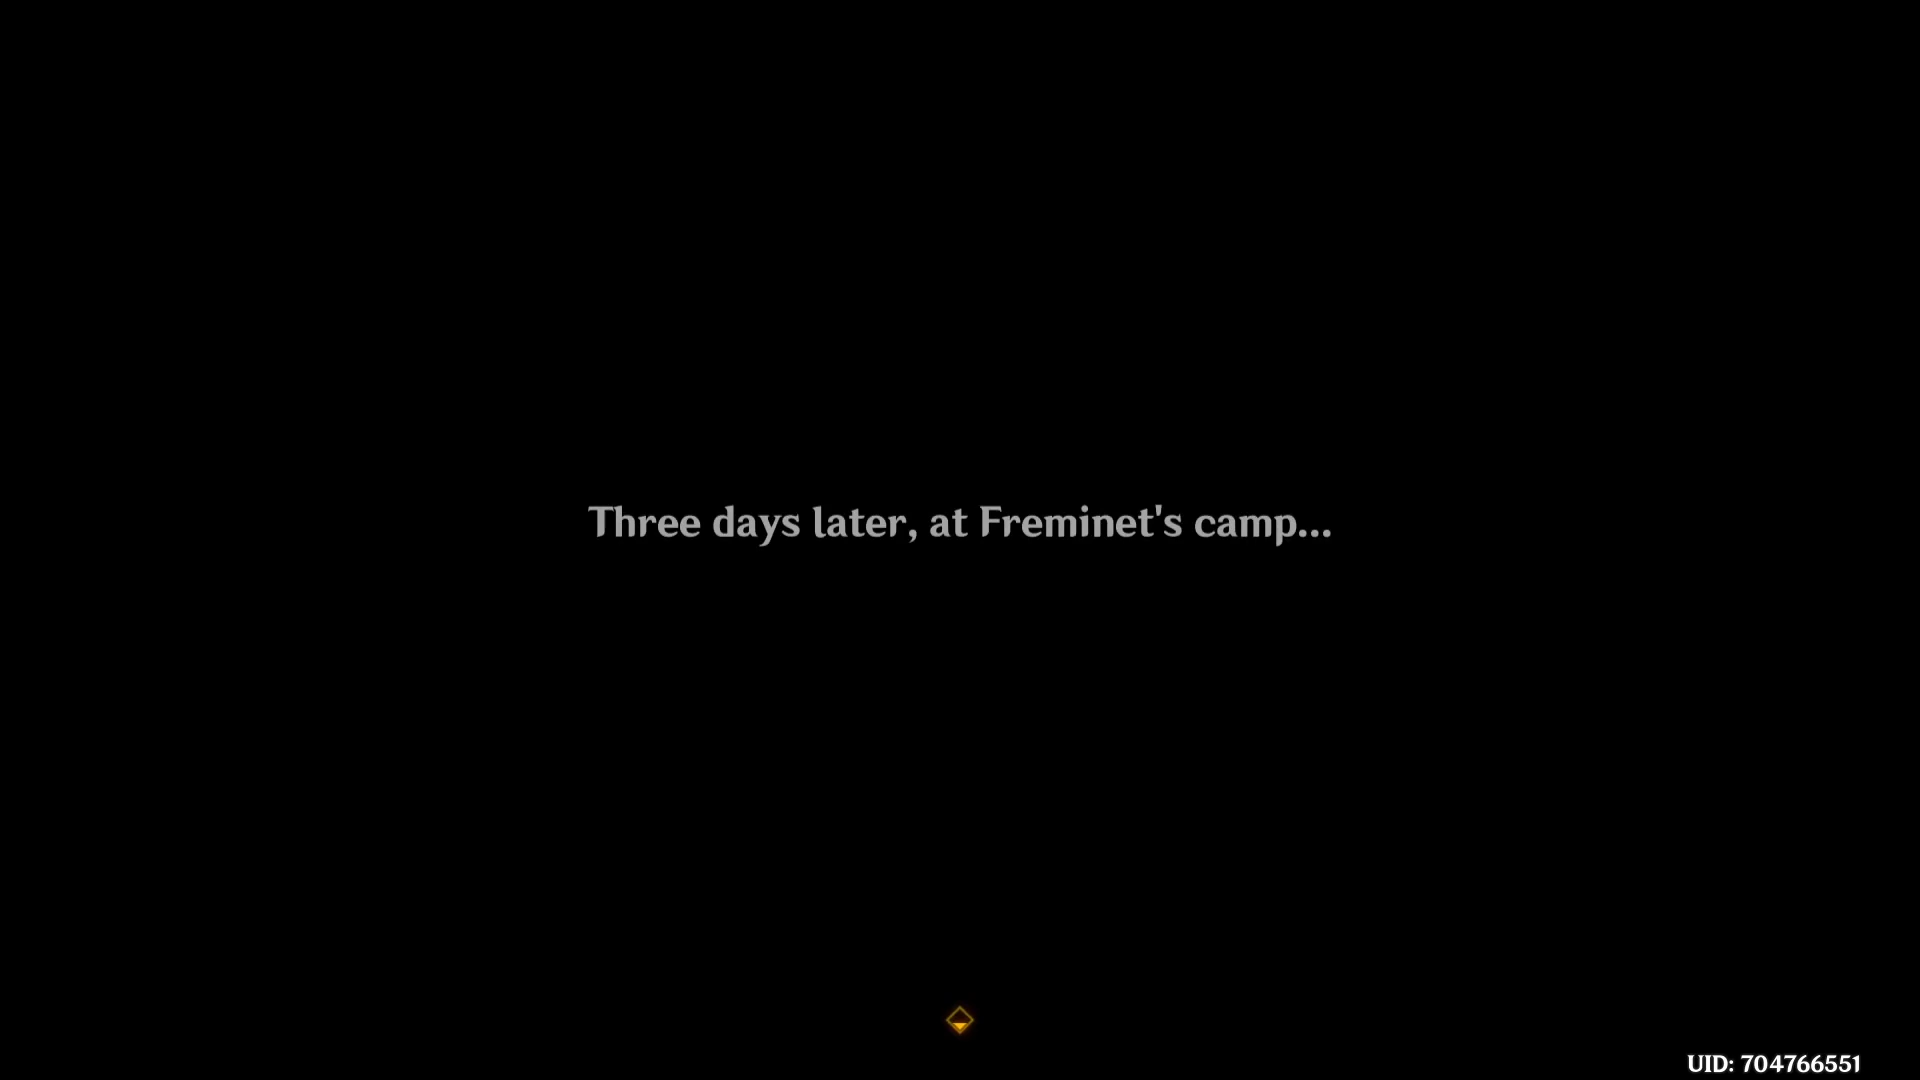 Three days later, at Freminet's camp...
UID: 704766551